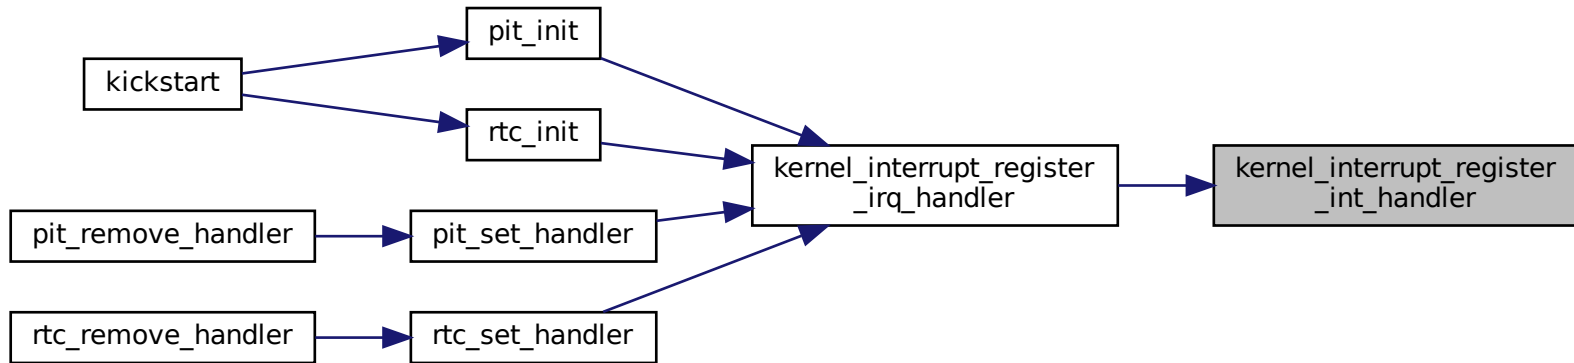 kickstart
pit_init
rtc_init
pit_remove_handler
pit_set_handler
rtc_remove_handler
rtc_set_handler
kernel_interrupt_register
_irq_handler
kernel_interrupt_register
_int_handler